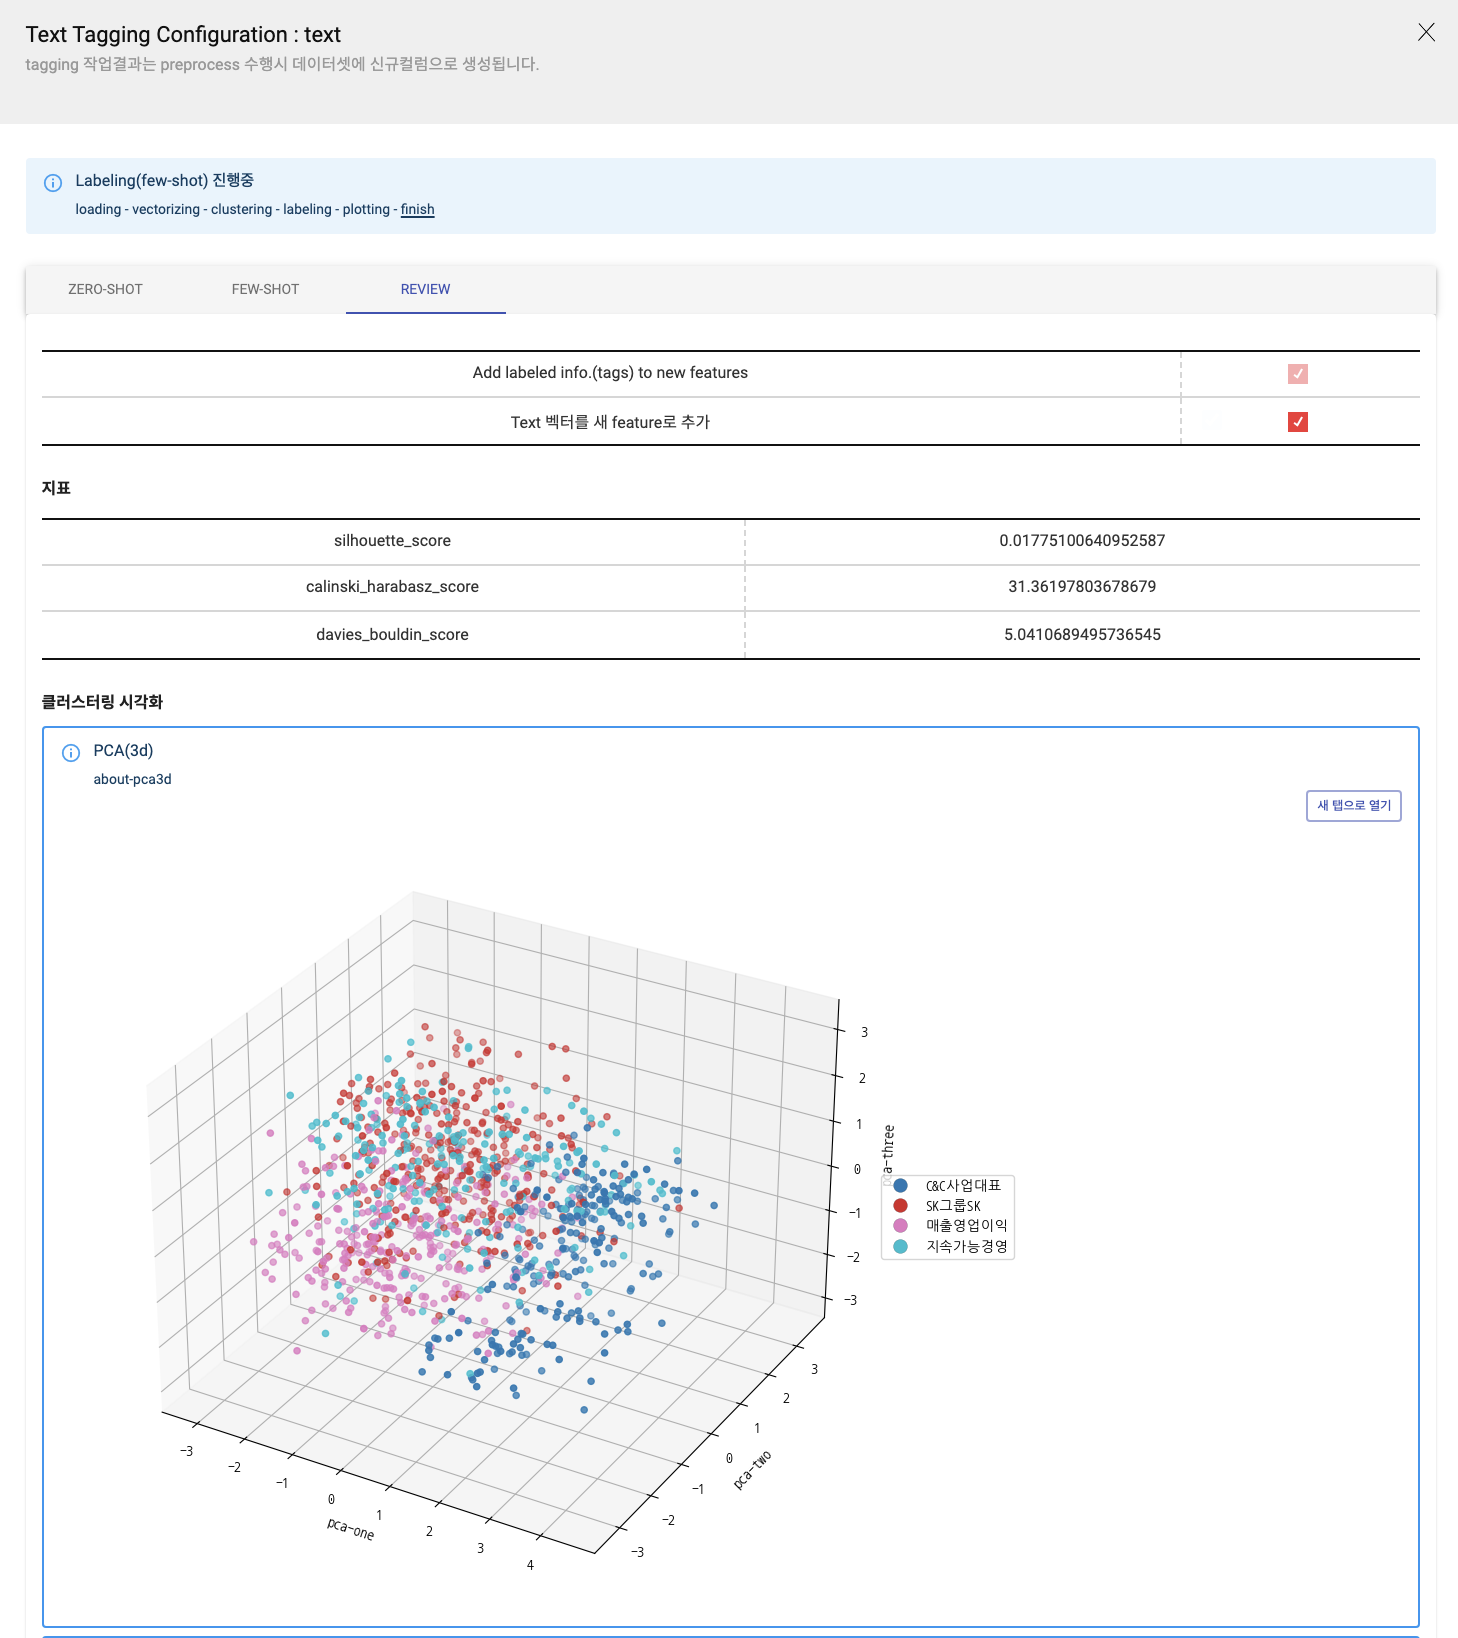 Text Tagging Configuration : text
tagging 작업결과는 preprocess 수행시 데이터셋에 신규컬럼으로 생성됩니다.
Labeling(few-shot) 진행중
loading - vectorizing - clustering - labeling - plotting - finish
ZERO-SHOT FEW-SHOT REVIEW
Add labeled info.(tags) to new features
Text 벡터를 새 feature로 추가
지표
silhouette_score 0.01775100640952587
calinski_harabasz_score 31.36197803678679
davies_bouldin_score 5.0410689495736545
클러스터링 시각화
PCA(3d)
about-pca3d
새 탭으로 열기
3
2
1
0
−1
−2
−3
pca-three
C&C사업대표
SK그룹SK
매출영업이익
지속가능경영
3
2
1
0
−1
−2
−3
pca-two
−3
−2
−1
0
1
2
3
4
pca-one